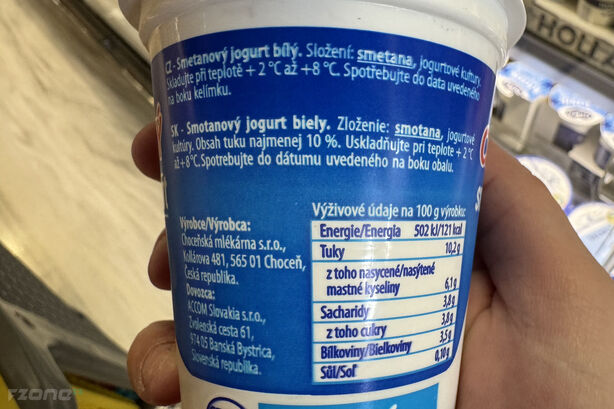 HOLLA
CZ - Smetanový jogurt bílý. Složení: smetana, jogurtové kultury.
Skladujte při teplotě + 2 °C až +8 °C. Spotřebujte do data uvedeného
na boku kelímku.
SK - Smotanový jogurt biely. Zloženie: smotana, jogurtové
kultúry. Obsah tuku najmenej 10 %. Uskladňujte pri teplote + 2 °C
až+8 °C. Spotrebujte do dátumu uvedeného na boku obalu.
Výrobce/Výrobca:
Choceňská mlékárna s.r.o.,
Kollárova 481, 565 01 Choceň,
Česká republika.
Dovozca:
ACCOM Slovakia s.r.o.,
Zvolenská cesta 61,
974 05 Banská Bystrica,
Slovenská republika.
Výživové údaje na 100 g výrobku:
Energie/Energia 502 kJ/121 kcal
Tuky 10,2 g
z toho nasycené/nasýtené
mastné kyseliny 6,1 g
Sacharidy 3,8 g
z toho cukry 3,8 g
Bílkoviny/Bielkoviny 3,5 g
Sůl/Soľ 0,10 g
FZONE